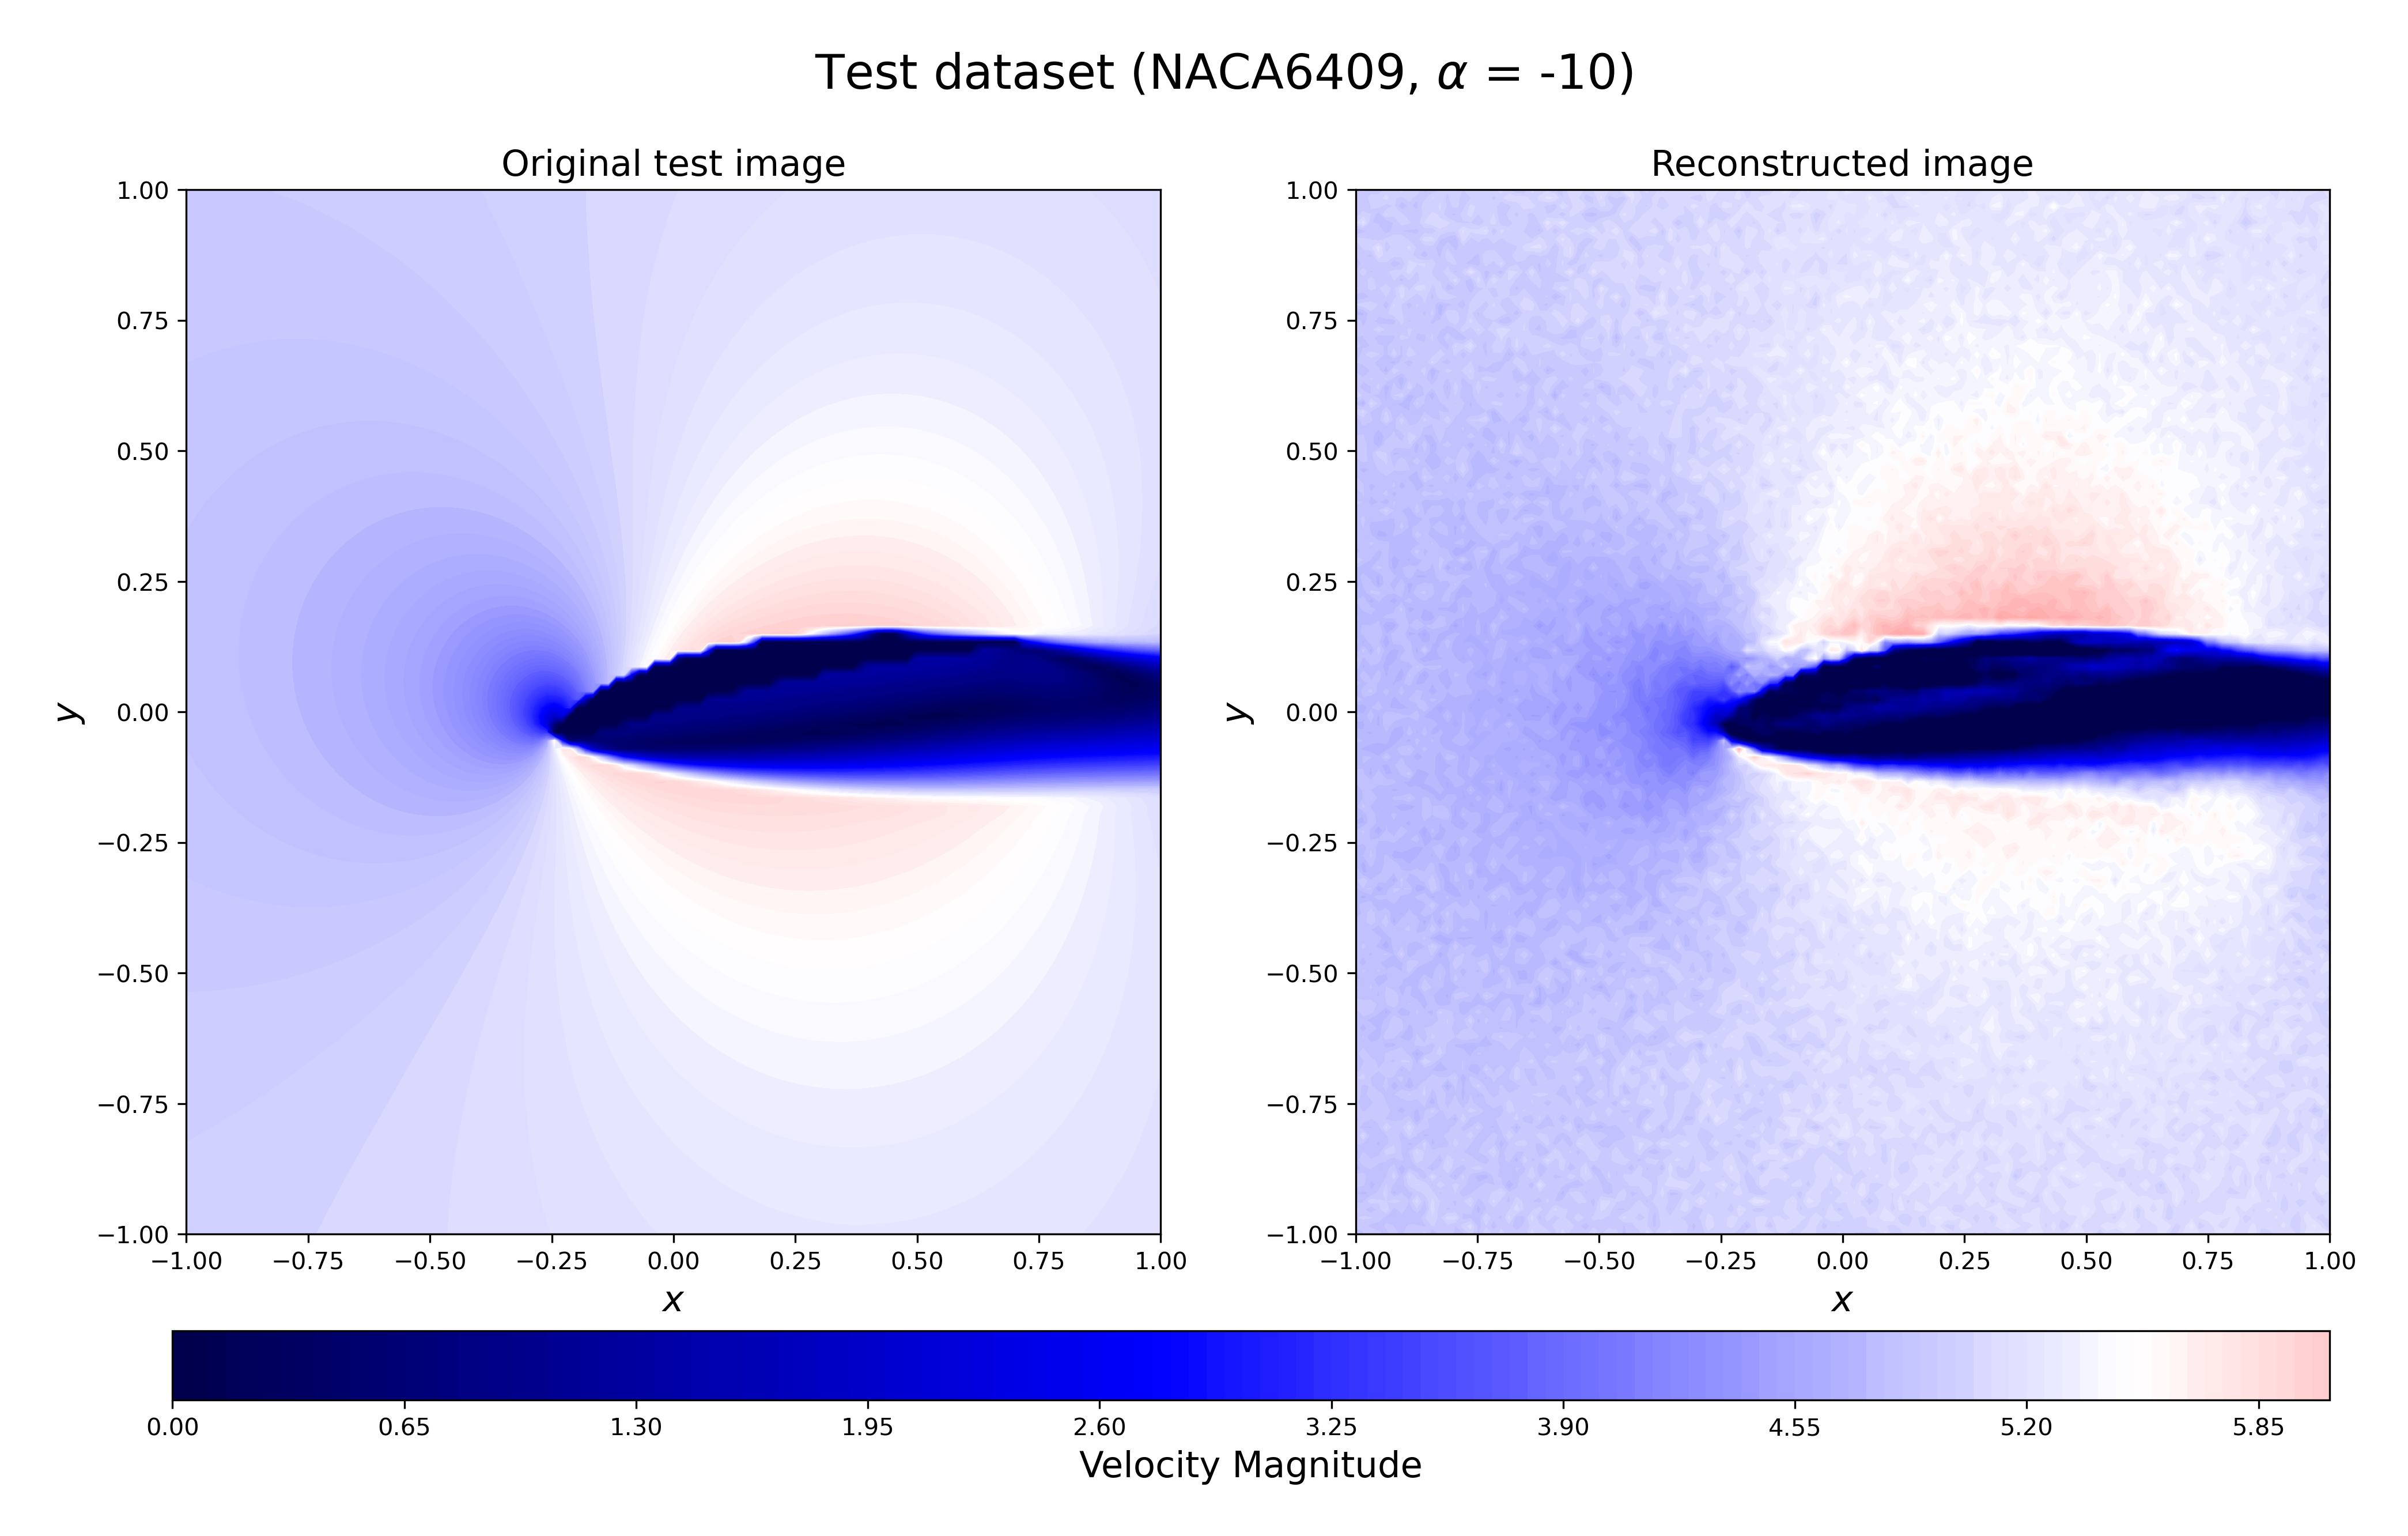 Test dataset (NACA6409, α = -10)
Original test image
Reconstructed image
1.00
0.75
0.50
0.25
0.00
−0.25
−0.50
−0.75
−1.00
y
−1.00 −0.75 −0.50 −0.25 0.00 0.25 0.50 0.75 1.00
x
1.00
0.75
0.50
0.25
0.00
−0.25
−0.50
−0.75
−1.00
y
−1.00 −0.75 −0.50 −0.25 0.00 0.25 0.50 0.75 1.00
x
0.00 0.65 1.30 1.95 2.60 3.25 3.90 4.55 5.20 5.85
Velocity Magnitude